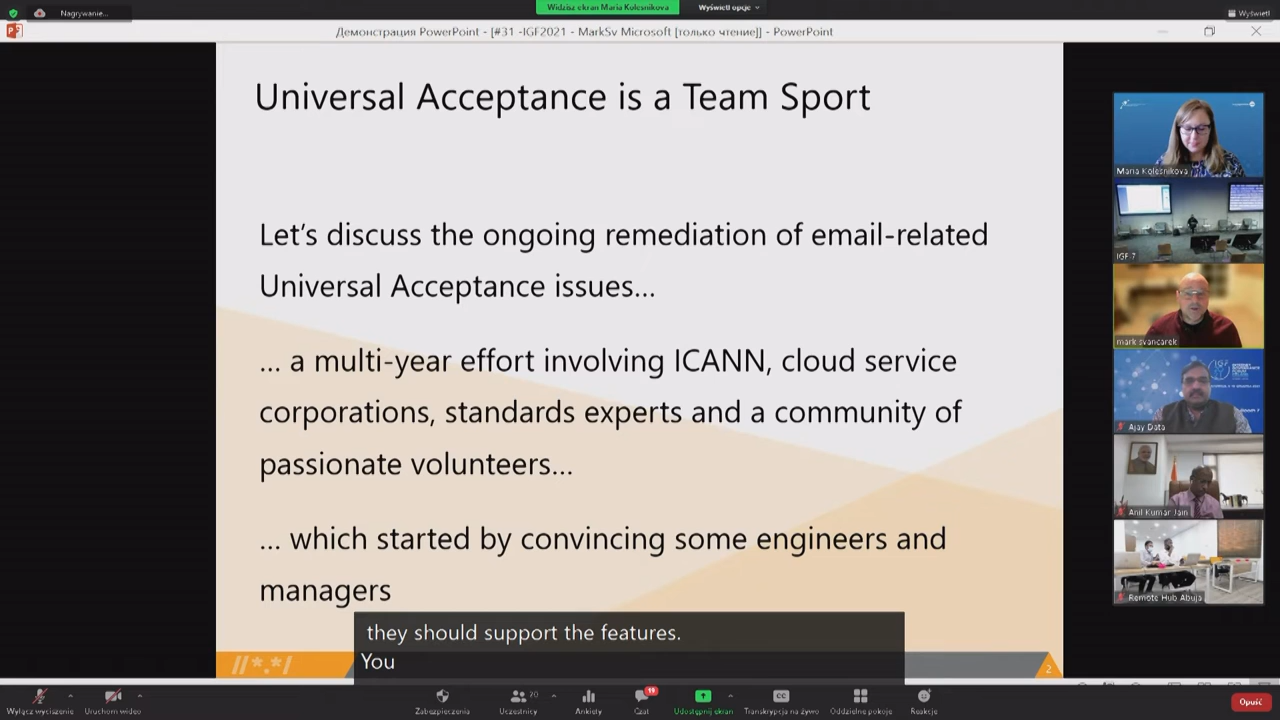 Nagrywanie...
Widzisz ekran Maria Kolesnikova
Wyświetl opcje
Wyświetl
Демонстрация PowerPoint - [#31 -IGF2021 - MarkSv Microsoft [только чтение]] - PowerPoint
Universal Acceptance is a Team Sport
Let's discuss the ongoing remediation of email-related
Universal Acceptance issues...
... a multi-year effort involving ICANN, cloud service
corporations, standards experts and a community of
passionate volunteers...
... which started by convincing some engineers and
managers
they should support the features.
You
//*.*/
2
Maria Kolesnikova
IGF 7
mark svancarek
Ajay Data
Anil Kumar Jain
Remote Hub Abuja
Wyłącz wyciszenie
Uruchom wideo
Zabezpieczenia
20
Uczestnicy
Ankiety
19
Czat
Udostępnij ekran
CC
Transkrypcja na żywo
Oddzielne pokoje
Reakcje
Opuść